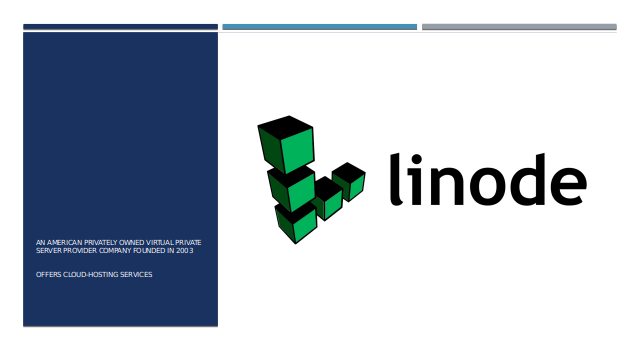 AN AMERICAN PRIVATELY OWNED VIRTUAL PRIVATE
SERVER PROVIDER COMPANY FOUNDED IN 2003
OFFERS CLOUD-HOSTING SERVICES
linode